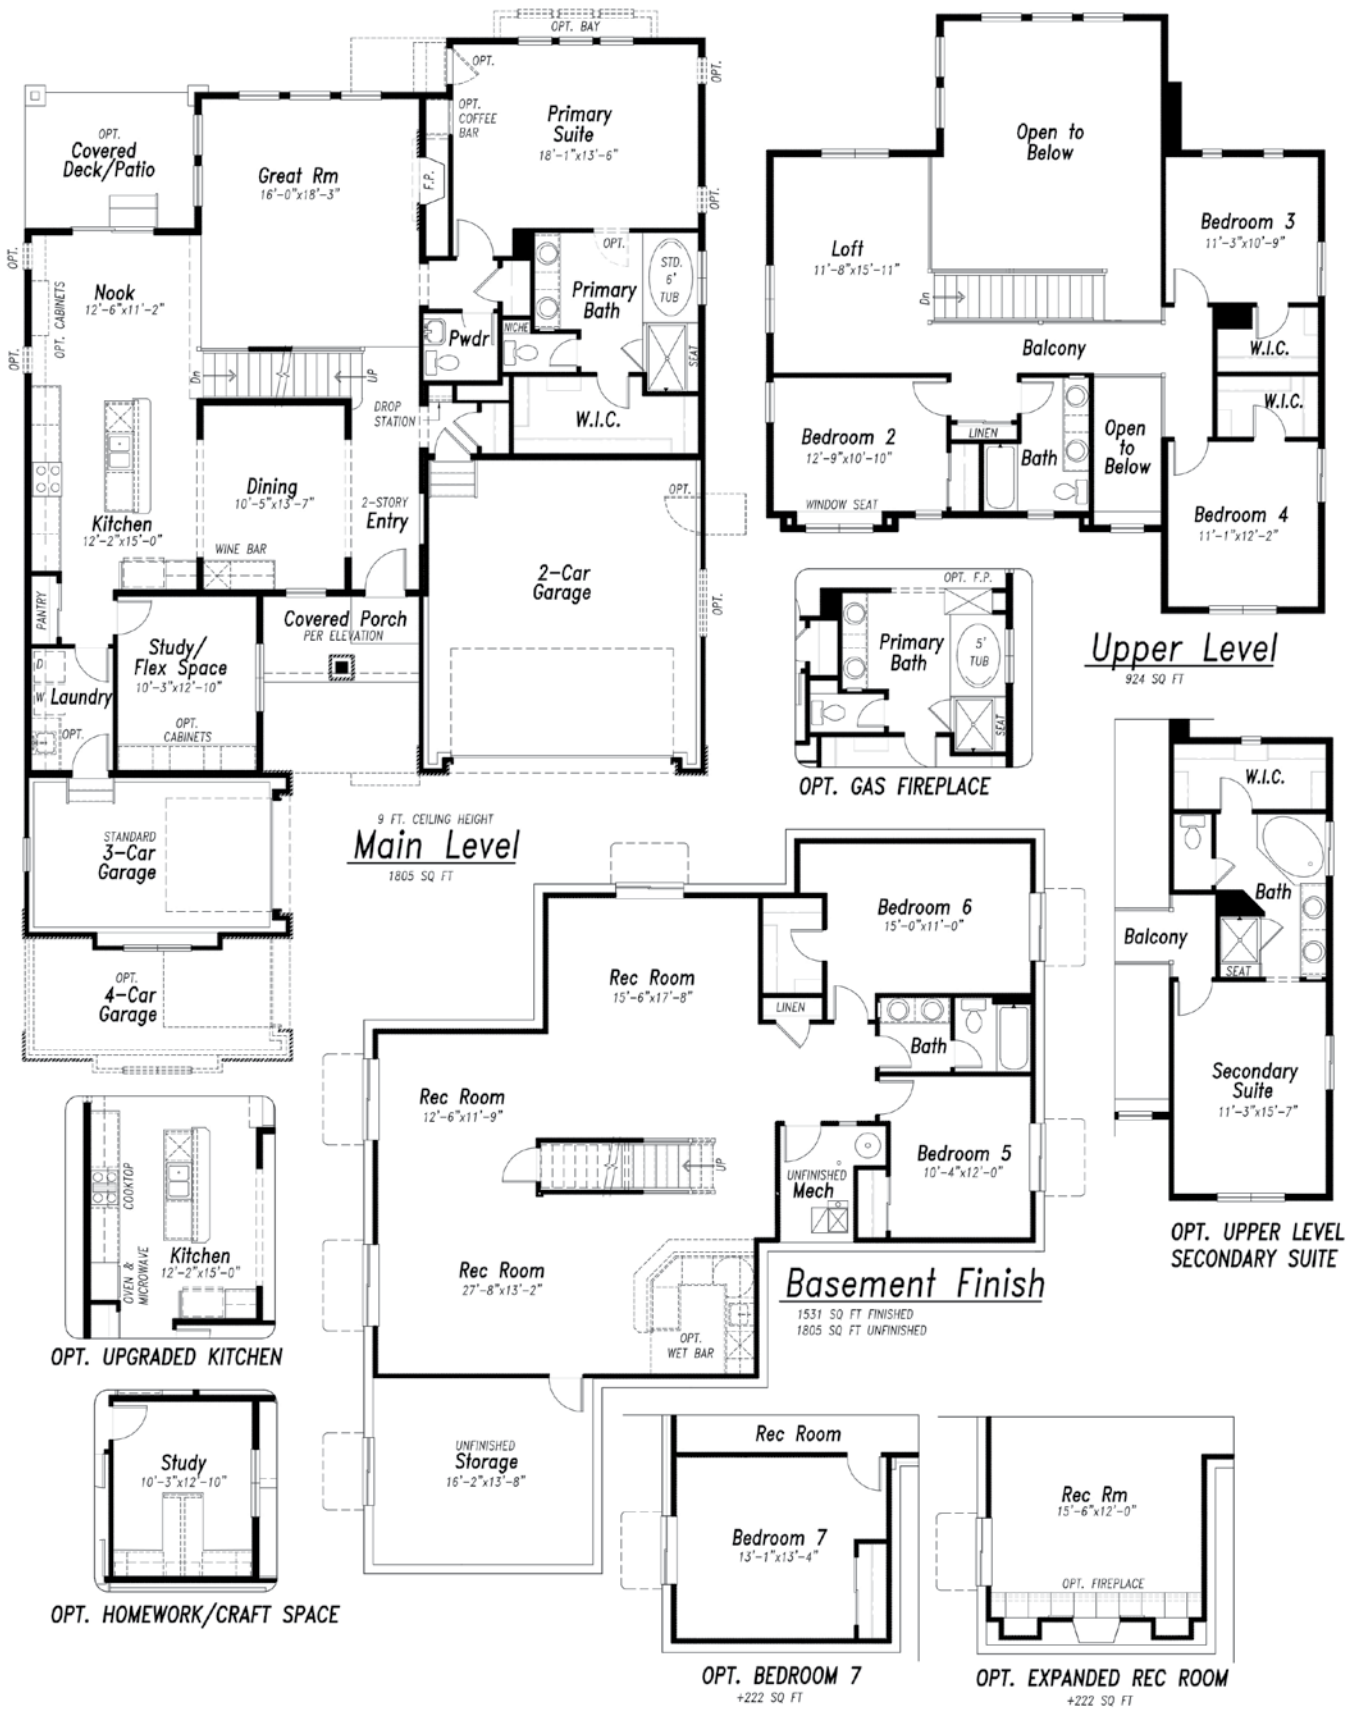 OPT. BAY
OPT.
OPT.
COFFEE
BAR
Primary
Suite
18'-1"x13'-6"
OPT.
OPT.
OPT.
Covered
Deck/Patio
Great Rm
16'-0"x18'-3"
F.P.
OPT.
OPT.
OPT. CABINETS
Nook
12'-6"x11'-2"
OPT.
STD.
6'
TUB
Primary
Bath
NICHE
Pwdr
SEAT
Dn
UP
DROP
STATION
W.I.C.
Dining
10'-5"x13'-7"
2-STORY
Entry
Kitchen
12'-2"x15'-0"
WINE BAR
OPT.
OPT.
2-Car
Garage
PANTRY
Covered Porch
PER ELEVATION
Study/
Flex Space
10'-3"x12'-10"
OPT.
CABINETS
D
W
Laundry
OPT.
STANDARD
3-Car
Garage
OPT.
4-Car
Garage
9 FT. CEILING HEIGHT
Main Level
1805 SQ FT
Open to
Below
Loft
11'-8"x15'-11"
Bedroom 3
11'-3"x10'-9"
Dn
Balcony
W.I.C.
W.I.C.
Bedroom 2
12'-9"x10'-10"
WINDOW SEAT
LINEN
Bath
Open
to
Below
Bedroom 4
11'-1"x12'-2"
Upper Level
924 SQ FT
OPT. F.P.
Primary
Bath
5'
TUB
SEAT
OPT. GAS FIREPLACE
W.I.C.
Bath
Balcony
SEAT
Secondary
Suite
11'-3"x15'-7"
OPT. UPPER LEVEL
SECONDARY SUITE
Bedroom 6
15'-0"x11'-0"
Rec Room
15'-6"x17'-8"
LINEN
Bath
Rec Room
12'-6"x11'-9"
UP
UNFINISHED
Mech
Bedroom 5
10'-4"x12'-0"
Rec Room
27'-8"x13'-2"
OPT.
WET BAR
UNFINISHED
Storage
16'-2"x13'-8"
Basement Finish
1531 SQ FT FINISHED
1805 SQ FT UNFINISHED
COOKTOP
OVEN &
MICROWAVE
Kitchen
12'-2"x15'-0"
OPT. UPGRADED KITCHEN
Study
10'-3"x12'-10"
OPT. HOMEWORK/CRAFT SPACE
Rec Room
Bedroom 7
13'-1"x13'-4"
OPT. BEDROOM 7
+222 SQ FT
Rec Rm
15'-6"x12'-0"
OPT. FIREPLACE
OPT. EXPANDED REC ROOM
+222 SQ FT